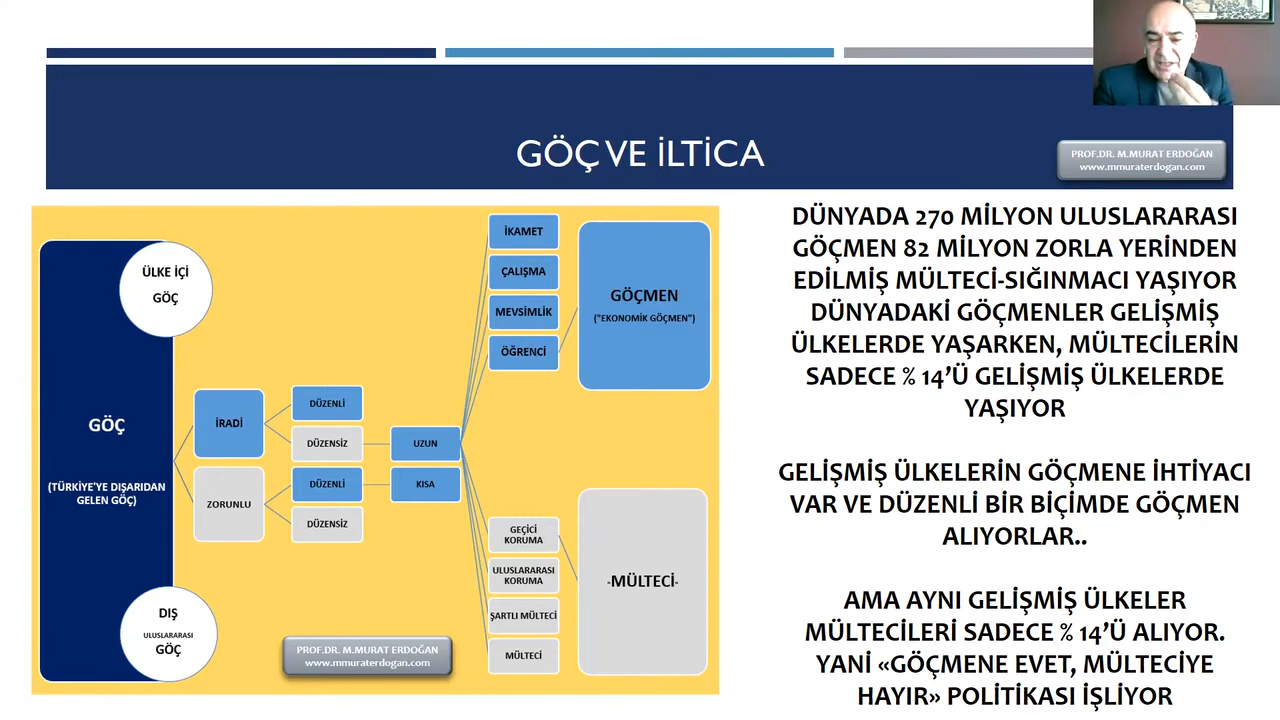 GÖÇ VE İLTİCA
PROF.DR. M.MURAT ERDOĞAN
www.mmuraterdogan.com
ÜLKE İÇİ
GÖÇ
GÖÇ
(TÜRKİYE'YE DIŞARIDAN
GELEN GÖÇ)
DIŞ
ULUSLARARASI
GÖÇ
İRADİ
ZORUNLU
DÜZENLİ
DÜZENSİZ
DÜZENLİ
DÜZENSİZ
UZUN
KISA
İKAMET
ÇALIŞMA
MEVSİMLİK
ÖĞRENCİ
GEÇİCİ
KORUMA
ULUSLARARASI
KORUMA
ŞARTLI MÜLTECİ
MÜLTECİ
GÖÇMEN
("EKONOMİK GÖÇMEN")
-MÜLTECİ-
PROF.DR. M.MURAT ERDOĞAN
www.mmuraterdogan.com
DÜNYADA 270 MİLYON ULUSLARARASI
GÖÇMEN 82 MİLYON ZORLA YERİNDEN
EDİLMİŞ MÜLTECİ-SIĞINMACI YAŞIYOR
DÜNYADAKİ GÖÇMENLER GELİŞMİŞ
ÜLKELERDE YAŞARKEN, MÜLTECİLERİN
SADECE % 14’Ü GELİŞMİŞ ÜLKELERDE
YAŞIYOR
GELİŞMİŞ ÜLKELERİN GÖÇMENE İHTİYACI
VAR VE DÜZENLİ BİR BİÇİMDE GÖÇMEN
ALIYORLAR..
AMA AYNI GELİŞMİŞ ÜLKELER
MÜLTECİLERİ SADECE % 14’Ü ALIYOR.
YANİ «GÖÇMENE EVET, MÜLTECİYE
HAYIR» POLİTİKASI İŞLİYOR